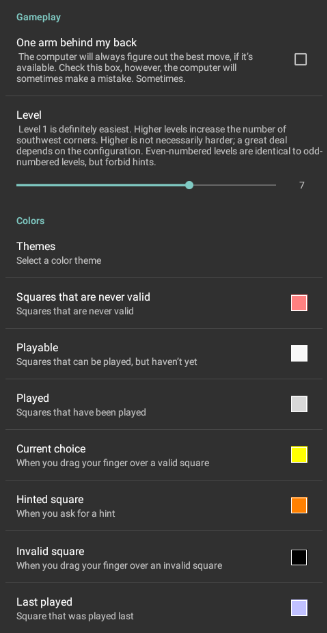 Gameplay
One arm behind my back
The computer will always figure out the best move, if it's
available. Check this box, however, the computer will
sometimes make a mistake. Sometimes.
Level
Level 1 is definitely easiest. Higher levels increase the number of
southwest corners. Higher is not necessarily harder; a great deal
depends on the configuration. Even-numbered levels are identical to odd-
numbered levels, but forbid hints.
7
Colors
Themes
Select a color theme
Squares that are never valid
Squares that are never valid
Playable
Squares that can be played, but haven't yet
Played
Squares that have been played
Current choice
When you drag your finger over a valid square
Hinted square
When you ask for a hint
Invalid square
When you drag your finger over an invalid square
Last played
Square that was played last